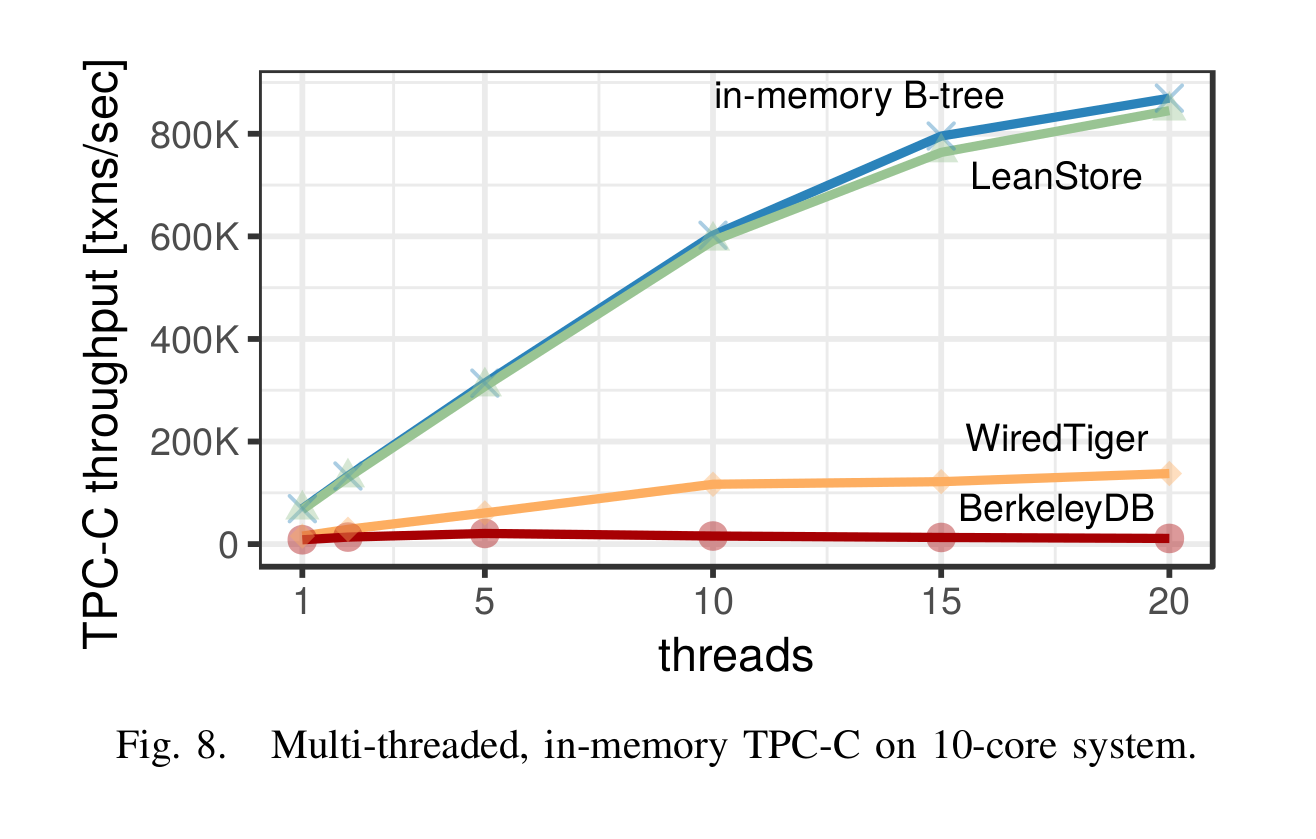 TPC-C throughput [txns/sec]
800K
600K
400K
200K
0
in-memory B-tree
LeanStore
WiredTiger
BerkeleyDB
1 5 10 15 20
threads
Fig. 8. Multi-threaded, in-memory TPC-C on 10-core system.